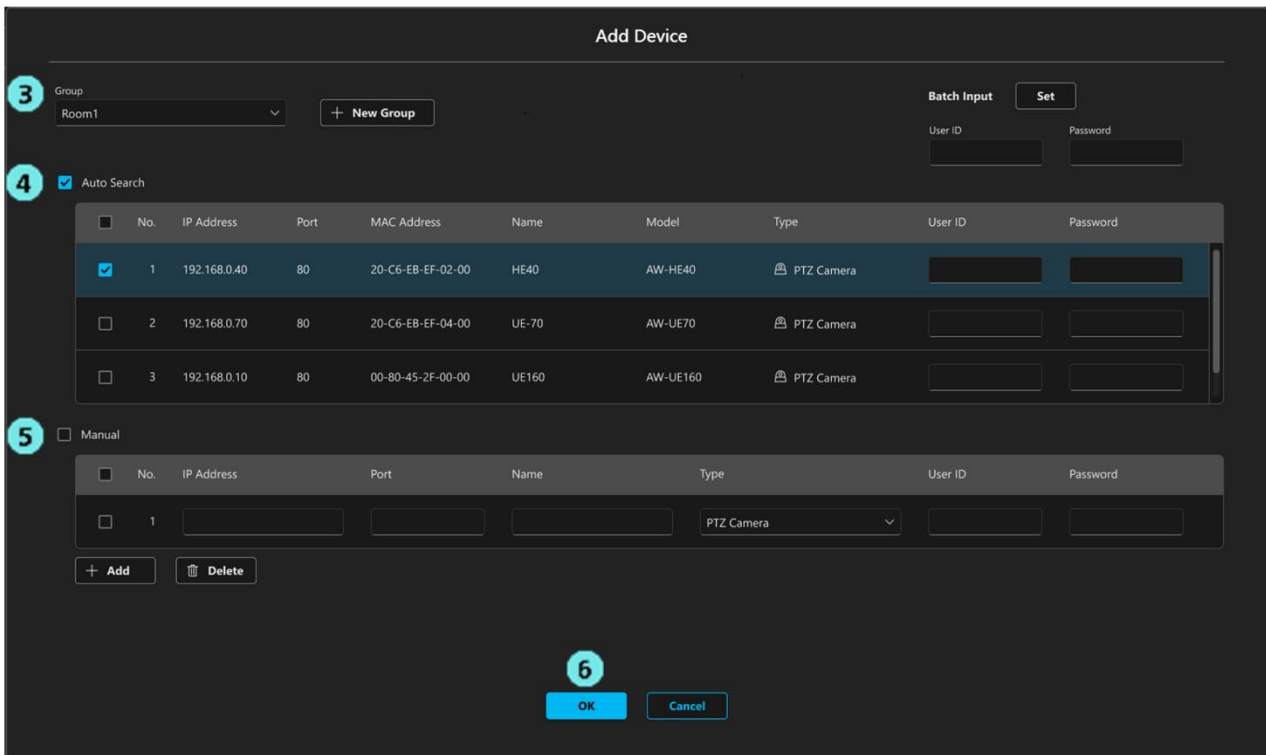 Add Device
3
Group
Room1
+ New Group
Batch Input
Set
User ID
Password
4
Auto Search
No. IP Address Port MAC Address Name Model Type User ID Password
1 192.168.0.40 80 20-C6-EB-EF-02-00 HE40 AW-HE40 PTZ Camera
2 192.168.0.70 80 20-C6-EB-EF-04-00 UE-70 AW-UE70 PTZ Camera
3 192.168.0.10 80 00-80-45-2F-00-00 UE160 AW-UE160 PTZ Camera
5
Manual
No. IP Address Port Name Type User ID Password
1 PTZ Camera
+ Add
Delete
6
OK
Cancel